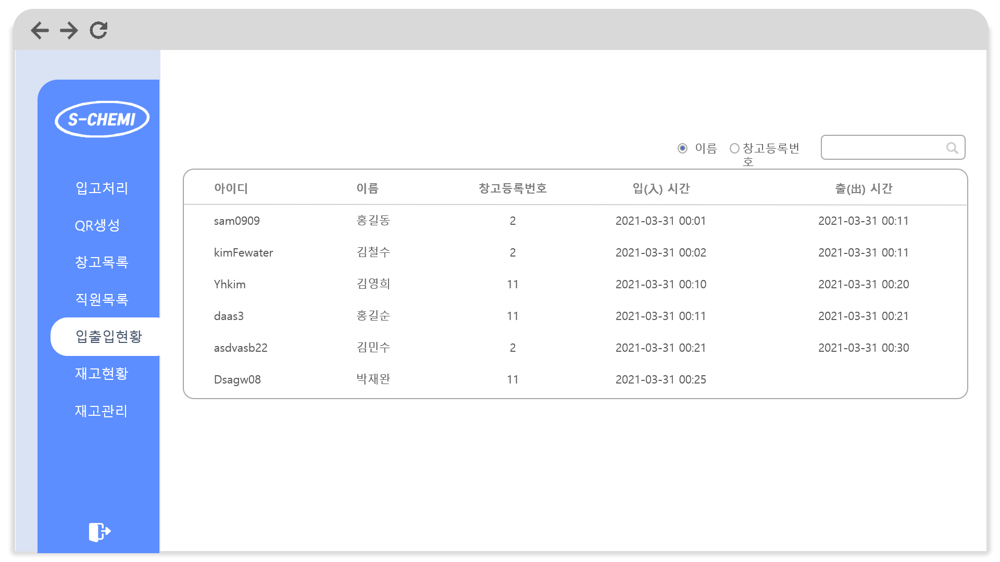 S-CHEMI
입고처리
QR생성
창고목록
직원목록
입출입현황
재고현황
재고관리
이름 창고등록번
호
아이디 이름 창고등록번호 입(入) 시간 출(出) 시간
sam0909 홍길동 2 2021-03-31 00:01 2021-03-31 00:11
kimFewater 김철수 2 2021-03-31 00:02 2021-03-31 00:11
Yhkim 김영희 11 2021-03-31 00:10 2021-03-31 00:20
daas3 홍길순 11 2021-03-31 00:11 2021-03-31 00:21
asdvasb22 김민수 2 2021-03-31 00:21 2021-03-31 00:30
Dsagw08 박재완 11 2021-03-31 00:25